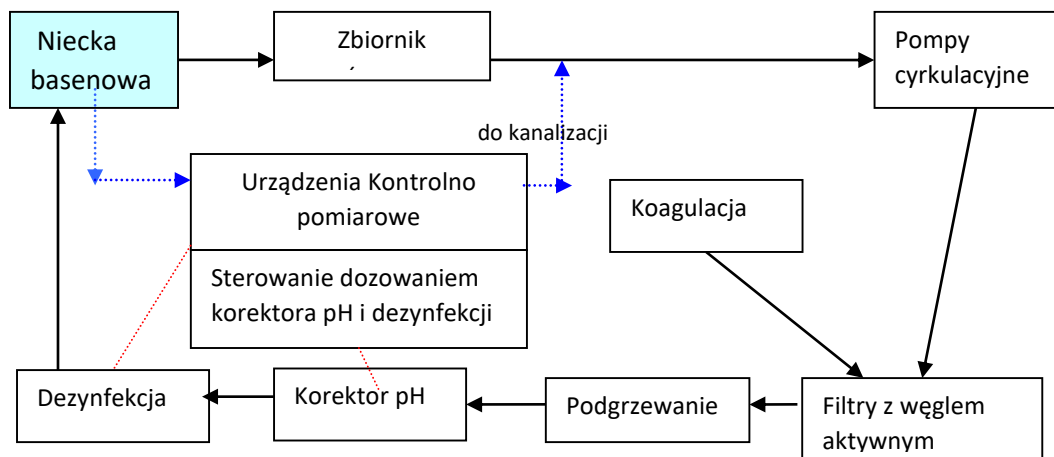 Niecka
basenowa
Zbiornik
Pompy
cyrkulacyjne
do kanalizacji
Urządzenia Kontrolno
pomiarowe
Koagulacja
Sterowanie dozowaniem
korektora pH i dezynfekcji
Dezynfekcja
Korektor pH
Podgrzewanie
Filtry z węglem
aktywnym